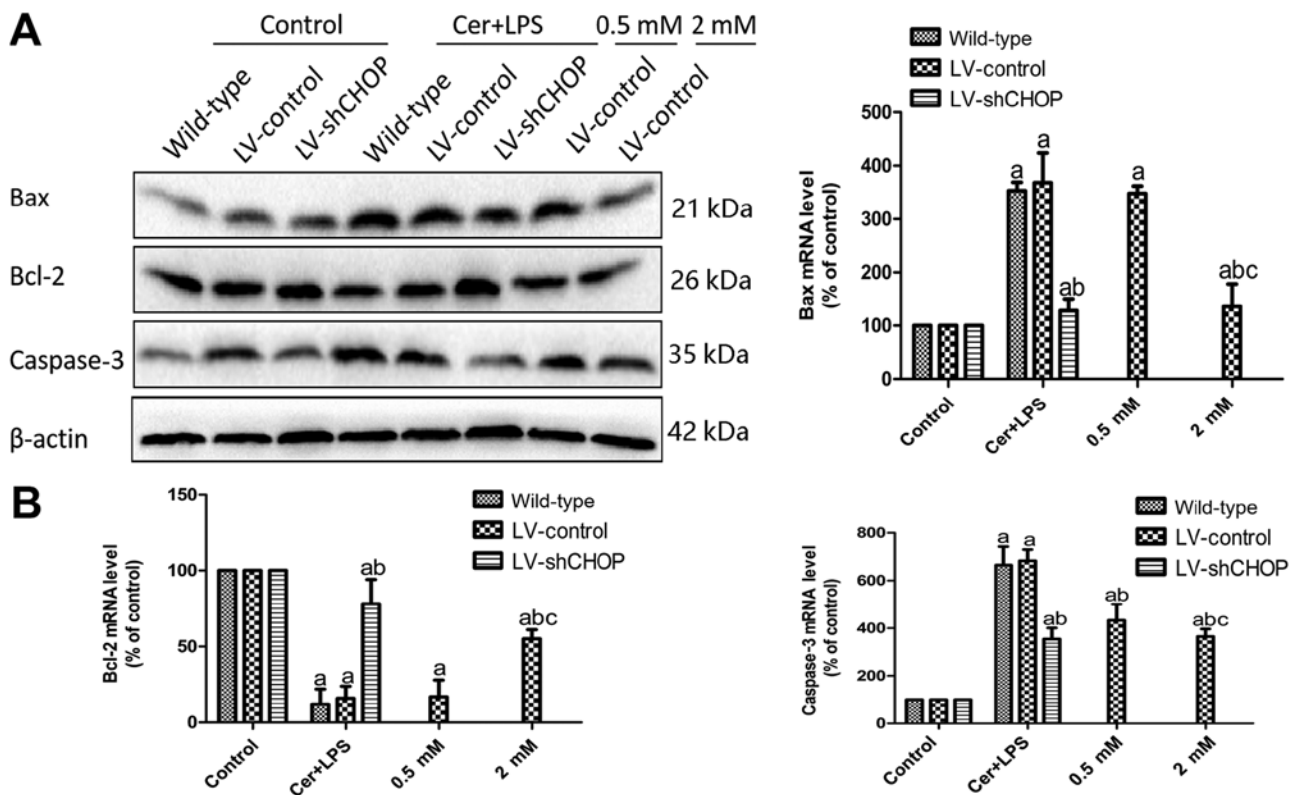 A
Control
Cer+LPS
0.5 mM
2 mM
Wild-type
LV-control
LV-shCHOP
Wild-type
LV-control
LV-shCHOP
LV-control
LV-control
Bax
21 kDa
Bcl-2
26 kDa
Caspase-3
35 kDa
β-actin
42 kDa
Wild-type
LV-control
LV-shCHOP
Bax mRNA level
(% of control)
500
400
300
200
100
0
a
a
ab
a
abc
Control
Cer+LPS
0.5 mM
2 mM
B
Wild-type
LV-control
LV-shCHOP
Bcl-2 mRNA level
(% of control)
150
100
50
0
a
a
ab
a
abc
Control
Cer+LPS
0.5 mM
2 mM
Wild-type
LV-control
LV-shCHOP
Caspase-3 mRNA level
(% of control)
800
600
400
200
0
a
a
ab
ab
abc
Control
Cer+LPS
0.5 mM
2 mM